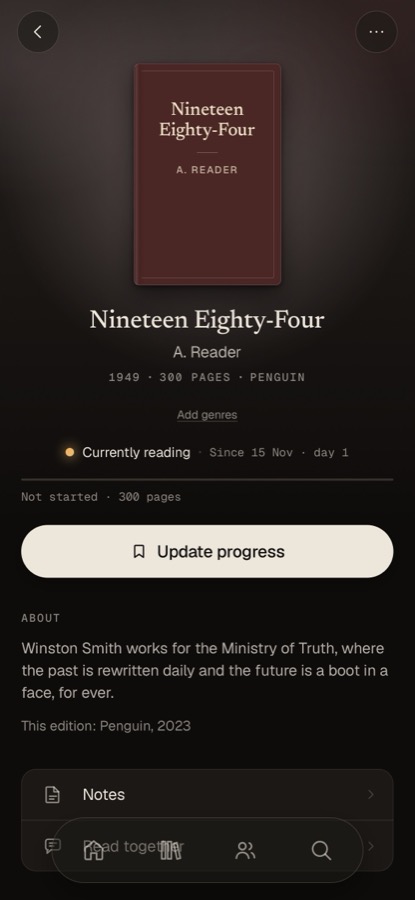 Nineteen
Eighty-Four
A. READER
Nineteen Eighty-Four
A. Reader
1949 · 300 PAGES · PENGUIN
Add genres
Currently reading · Since 15 Nov · day 1
Not started · 300 pages
Update progress
ABOUT
Winston Smith works for the Ministry of Truth, where
the past is rewritten daily and the future is a boot in a
face, for ever.
This edition: Penguin, 2023
Notes
Read together